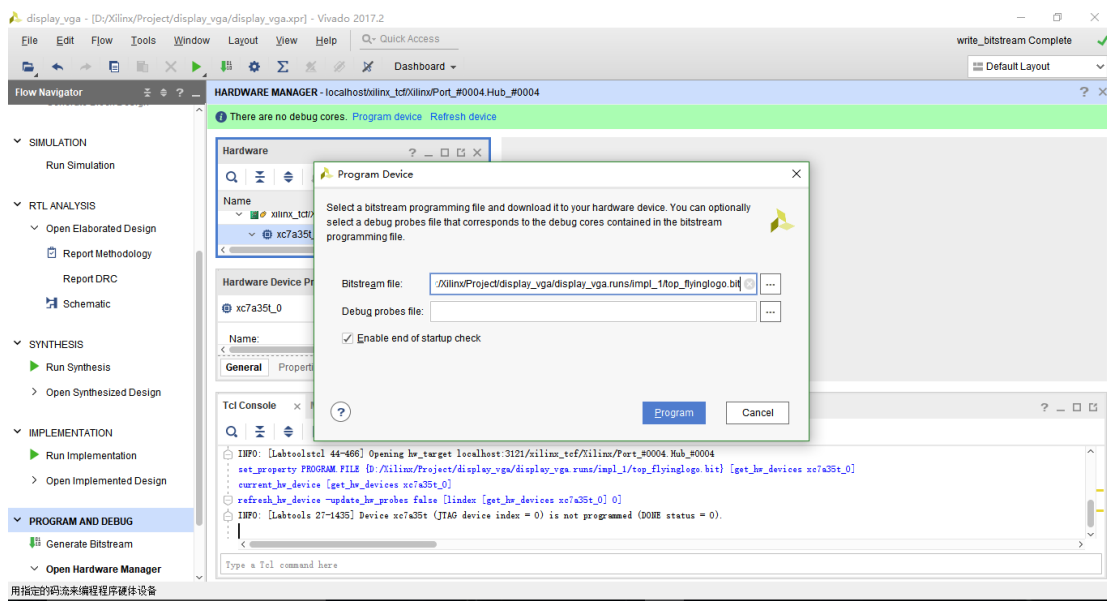 display_vga - [D:/Xilinx/Project/display_vga/display_vga.xpr] - Vivado 2017.2
File Edit Flow Tools Window Layout View Help Quick Access
write_bitstream Complete
Dashboard
Default Layout
Flow Navigator
HARDWARE MANAGER - localhost/xilinx_tcf/Xilinx/Port_#0004.Hub_#0004
There are no debug cores. Program device Refresh device
SIMULATION
Run Simulation
RTL ANALYSIS
Open Elaborated Design
Report Methodology
Report DRC
Schematic
SYNTHESIS
Run Synthesis
Open Synthesized Design
IMPLEMENTATION
Run Implementation
Open Implemented Design
PROGRAM AND DEBUG
Generate Bitstream
Open Hardware Manager
Hardware
Name
xilinx_tcf/X
xc7a35t_
Hardware Device Pr
xc7a35t_0
Name:
General Properti
Program Device
Select a bitstream programming file and download it to your hardware device. You can optionally
select a debug probes file that corresponds to the debug cores contained in the bitstream
programming file.
Bitstream file: :/Xilinx/Project/display_vga/display_vga.runs/impl_1/top_flyinglogo.bit
Debug probes file:
Enable end of startup check
Program Cancel
Tcl Console
INFO: [Labtoolstcl 44-466] Opening hw_target localhost:3121/xilinx_tcf/Xilinx/Port_#0004.Hub_#0004
set_property PROGRAM.FILE {D:/Xilinx/Project/display_vga/display_vga.runs/impl_1/top_flyinglogo.bit} [get_hw_devices xc7a35t_0]
current_hw_device [get_hw_devices xc7a35t_0]
refresh_hw_device -update_hw_probes false [lindex [get_hw_devices xc7a35t_0] 0]
INFO: [Labtools 27-1435] Device xc7a35t (JTAG device index = 0) is not programmed (DONE status = 0).
Type a Tcl command here
用指定的码流来编程程序硬体设备